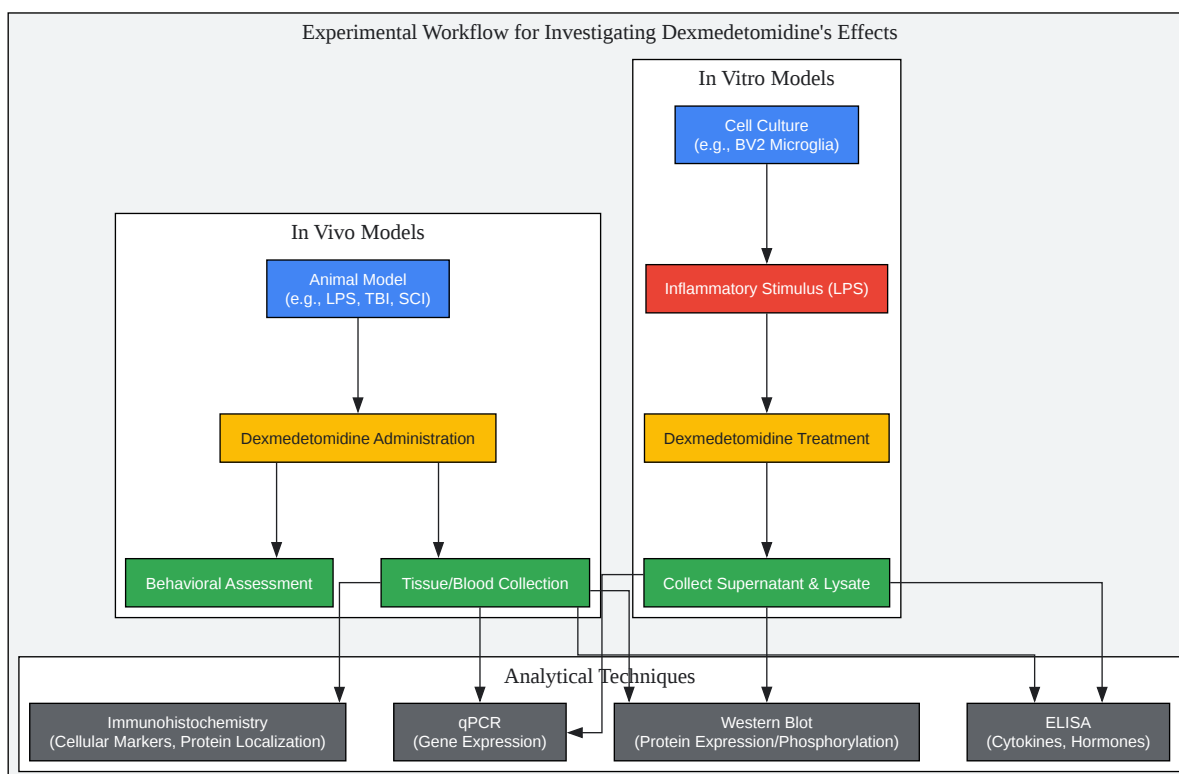 Experimental Workflow for Investigating Dexmedetomidine's Effects
In Vitro Models
Cell Culture
(e.g., BV2 Microglia)
In Vivo Models
Animal Model
(e.g., LPS, TBI, SCI)
Inflammatory Stimulus (LPS)
Dexmedetomidine Administration
Dexmedetomidine Treatment
Behavioral Assessment
Tissue/Blood Collection
Collect Supernatant & Lysate
Analytical Techniques
Immunohistochemistry
(Cellular Markers, Protein Localization)
qPCR
(Gene Expression)
Western Blot
(Protein Expression/Phosphorylation)
ELISA
(Cytokines, Hormones)